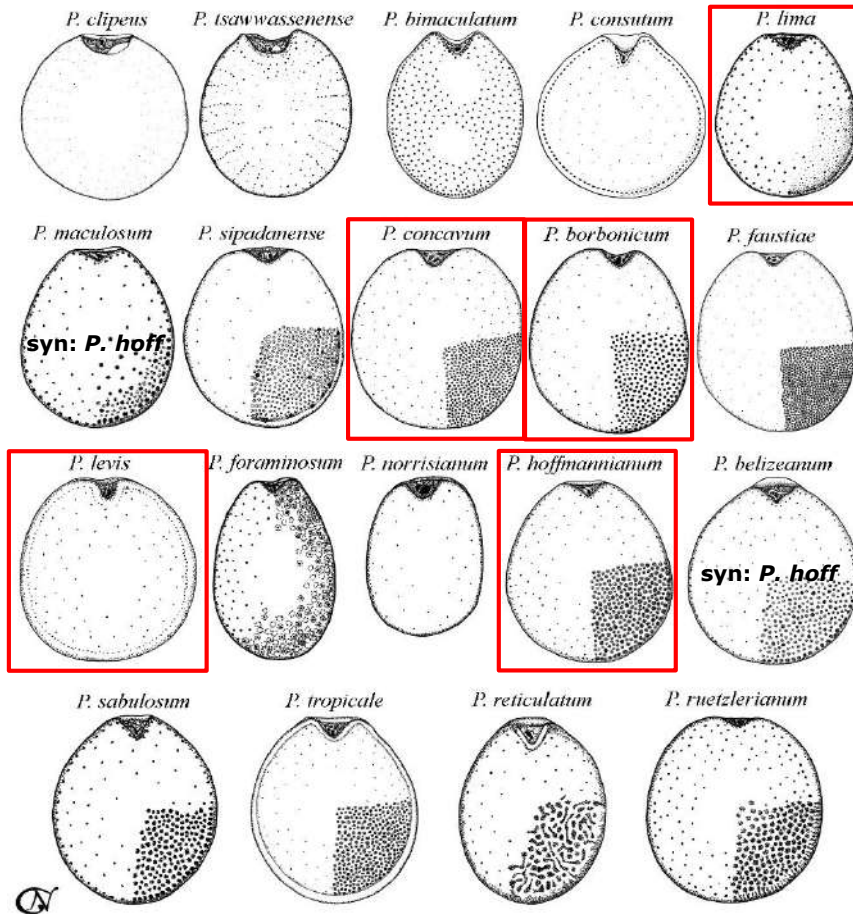 P. clipeus P. tsawwassenense P. bimaculatum P. consutum P. lima
P. maculosum P. sipadanense P. concavum P. borbonicum P. faustiae
syn: P. hoff
P. levis P. foraminosum P. norrisianum P. hoffmannianum P. belizeanum
syn: P. hoff
P. sabulosum P. tropicale P. reticulatum P. ruetzlerianum